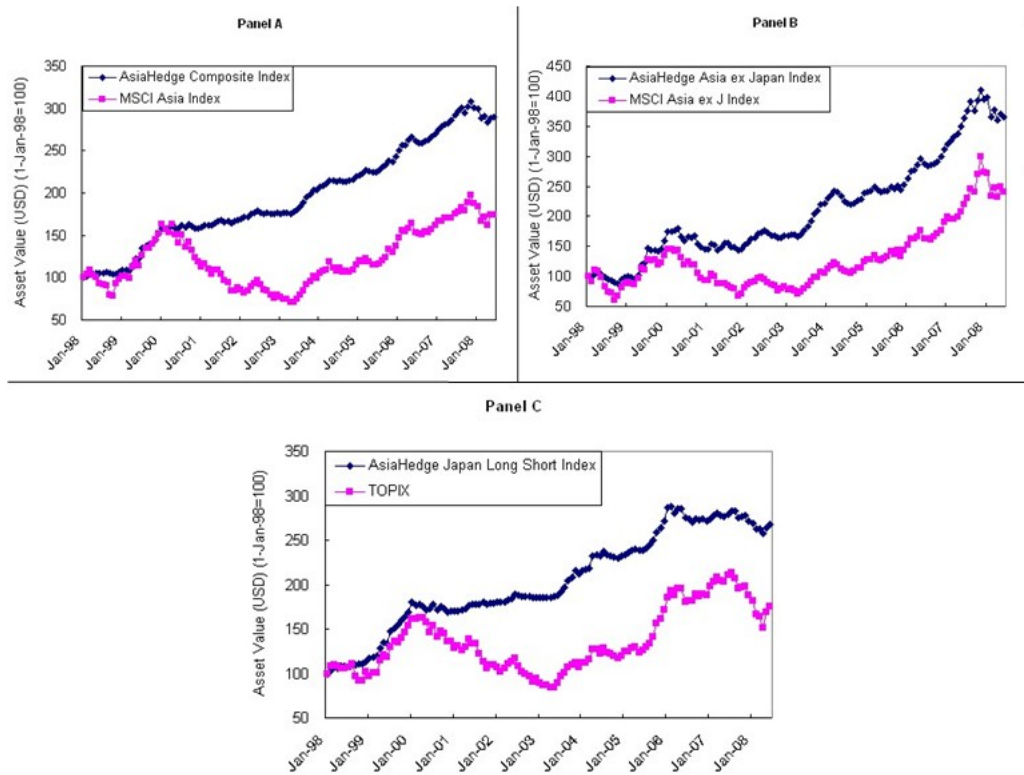 Panel A
Asset Value (USD) (1-Jan-98=100)
350
300
250
200
150
100
50
AsiaHedge Composite Index
MSCI Asia Index
Jan-98
Jan-99
Jan-00
Jan-01
Jan-02
Jan-03
Jan-04
Jan-05
Jan-06
Jan-07
Jan-08
Panel B
Asset Value (USD) (1-Jan-98=100)
450
400
350
300
250
200
150
100
50
AsiaHedge Asia ex Japan Index
MSCI Asia ex J Index
Jan-98
Jan-99
Jan-00
Jan-01
Jan-02
Jan-03
Jan-04
Jan-05
Jan-06
Jan-07
Jan-08
Panel C
Asset Value (USD) (1-Jan-98=100)
350
300
250
200
150
100
50
AsiaHedge Japan Long Short Index
TOPIX
Jan-98
Jan-99
Jan-00
Jan-01
Jan-02
Jan-03
Jan-04
Jan-05
Jan-06
Jan-07
Jan-08